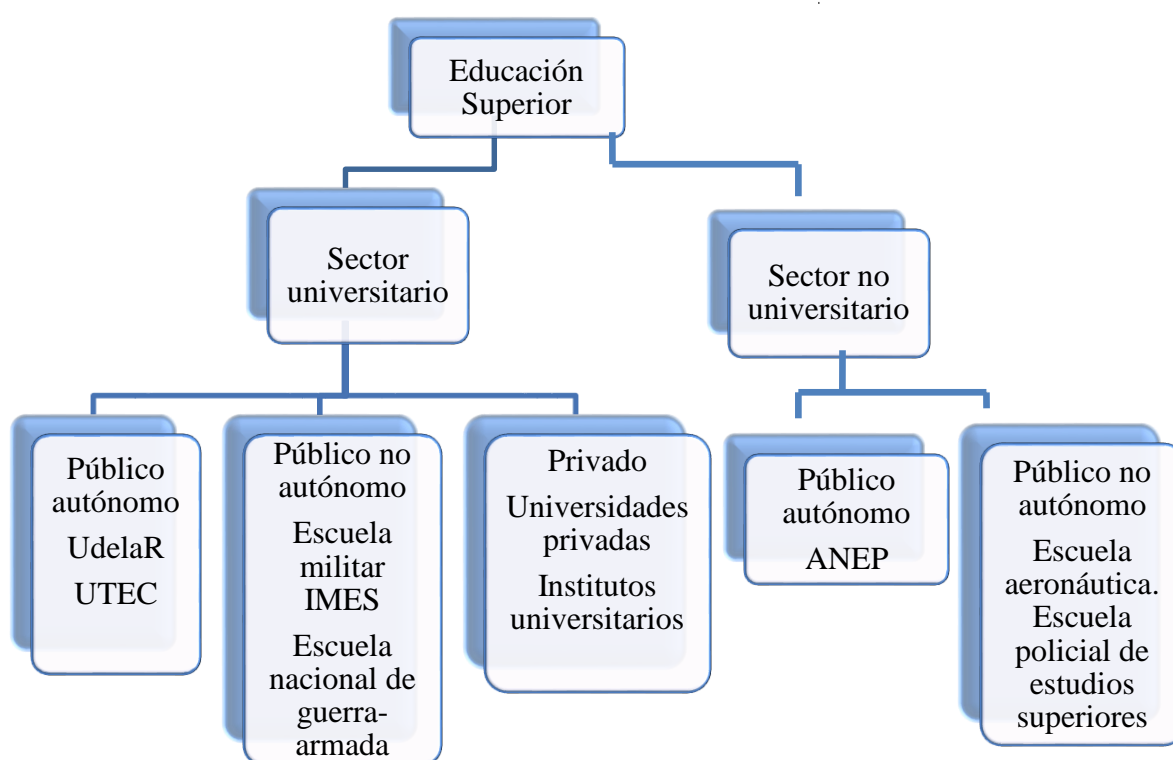 Educación
Superior
Sector
universitario
Sector no
universitario
Público
autónomo
UdelaR
UTEC
Público no
autónomo
Escuela
militar
IMES
Escuela
nacional de
guerra-
armada
Privado
Universidades
privadas
Institutos
universitarios
Público
autónomo
ANEP
Público no
autónomo
Escuela
aeronáutica.
Escuela
policial de
estudios
superiores